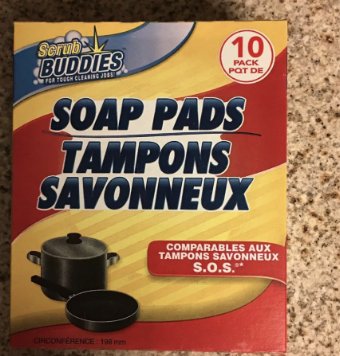 Scrub
BUDDIES
FOR TOUGH CLEANING JOBS!
10
PACK
PQT DE
SOAP PADS
TAMPONS
SAVONNEUX
COMPARABLES AUX
TAMPONS SAVONNEUX
S.O.S.®*
CIRCONFÉRENCE : 198 mm